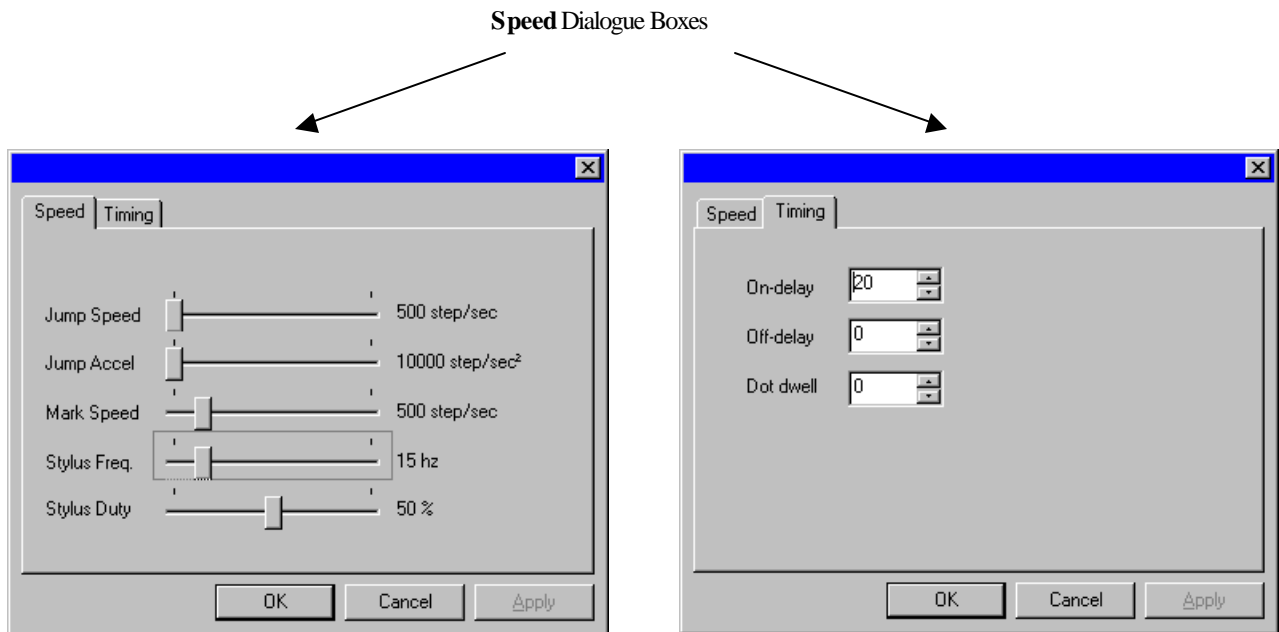 Speed Dialogue Boxes
Speed Timing
Jump Speed 500 step/sec
Jump Accel 10000 step/sec²
Mark Speed 500 step/sec
Stylus Freq. 15 hz
Stylus Duty 50 %
OK Cancel Apply
Speed Timing
On-delay 20
Off-delay 0
Dot dwell 0
OK Cancel Apply